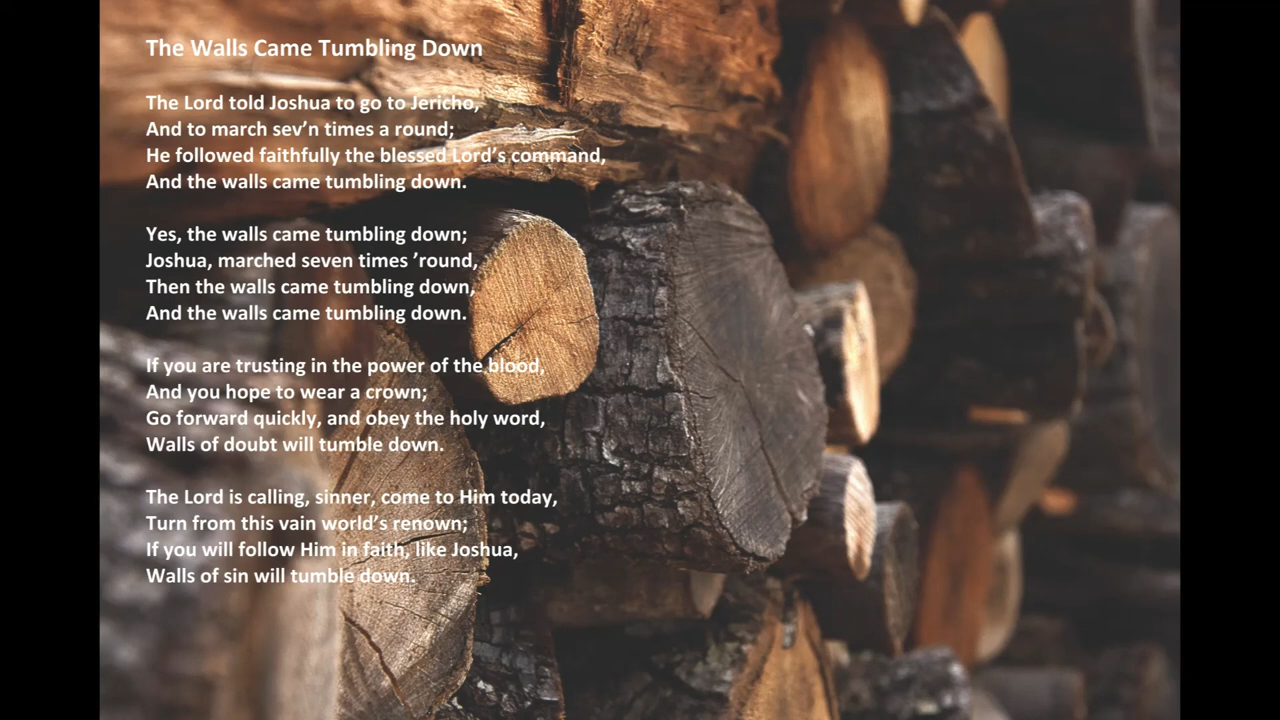 The Walls Came Tumbling Down
The Lord told Joshua to go to Jericho,
And to march sev’n times a round;
He followed faithfully the blessed Lord’s command,
And the walls came tumbling down.
Yes, the walls came tumbling down;
Joshua, marched seven times ’round,
Then the walls came tumbling down,
And the walls came tumbling down.
If you are trusting in the power of the blood,
And you hope to wear a crown;
Go forward quickly, and obey the holy word,
Walls of doubt will tumble down.
The Lord is calling, sinner, come to Him today,
Turn from this vain world’s renown;
If you will follow Him in faith, like Joshua,
Walls of sin will tumble down.